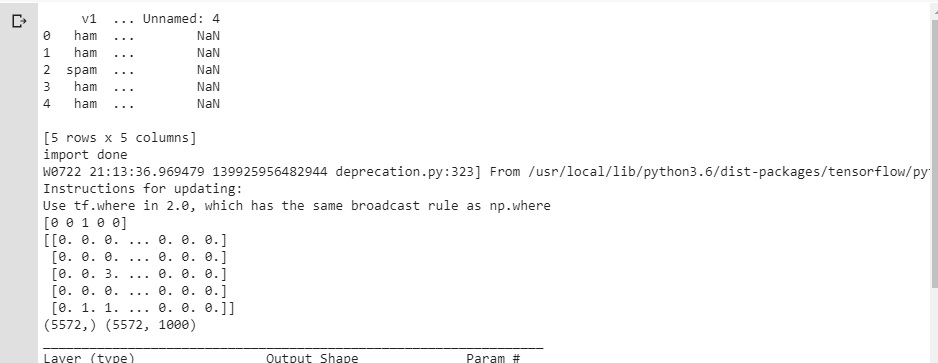 v1 ... Unnamed: 4
0 ham ... NaN
1 ham ... NaN
2 spam ... NaN
3 ham ... NaN
4 ham ... NaN
[5 rows x 5 columns]
import done
W0722 21:13:36.969479 139925956482944 deprecation.py:323] From /usr/local/lib/python3.6/dist-packages/tensorflow/py
Instructions for updating:
Use tf.where in 2.0, which has the same broadcast rule as np.where
[0 0 1 0 0]
[[0. 0. 0. ... 0. 0. 0.]
[0. 0. 0. ... 0. 0. 0.]
[0. 0. 3. ... 0. 0. 0.]
[0. 0. 0. ... 0. 0. 0.]
[0. 1. 1. ... 0. 0. 0.]]
(5572,) (5572, 1000)
Layer (type) Output Shape Param #